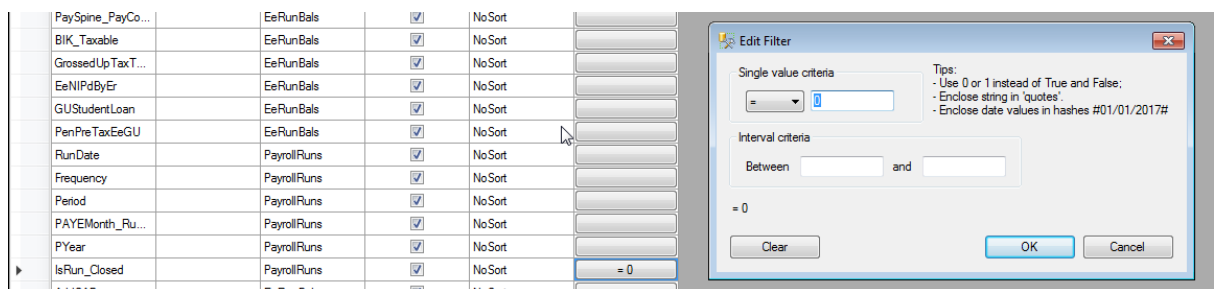 PaySpine_PayCo... EeRunBals NoSort
BIK_Taxable EeRunBals NoSort
GrossedUpTaxT... EeRunBals NoSort
EeNIPdByEr EeRunBals NoSort
GUStudentLoan EeRunBals NoSort
PenPreTaxEeGU EeRunBals NoSort
RunDate PayrollRuns NoSort
Frequency PayrollRuns NoSort
Period PayrollRuns NoSort
PAYEMonth_Ru... PayrollRuns NoSort
PYear PayrollRuns NoSort
IsRun_Closed PayrollRuns NoSort = 0
Edit Filter
Single value criteria
= 0
Tips:
- Use 0 or 1 instead of True and False;
- Enclose string in 'quotes'.
- Enclose date values in hashes #01/01/2017#
Interval criteria
Between and
= 0
Clear OK Cancel